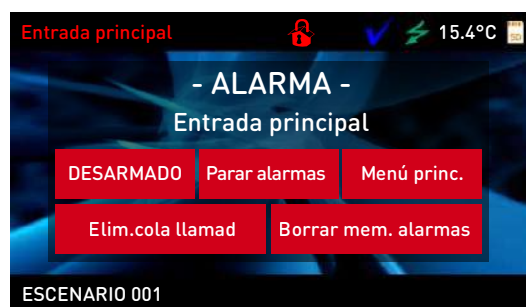 Entrada principal 15.4°C
- ALARMA -
Entrada principal
DESARMADO Parar alarmas Menú princ.
Elim.cola llamad Borrar mem. alarmas
ESCENARIO 001